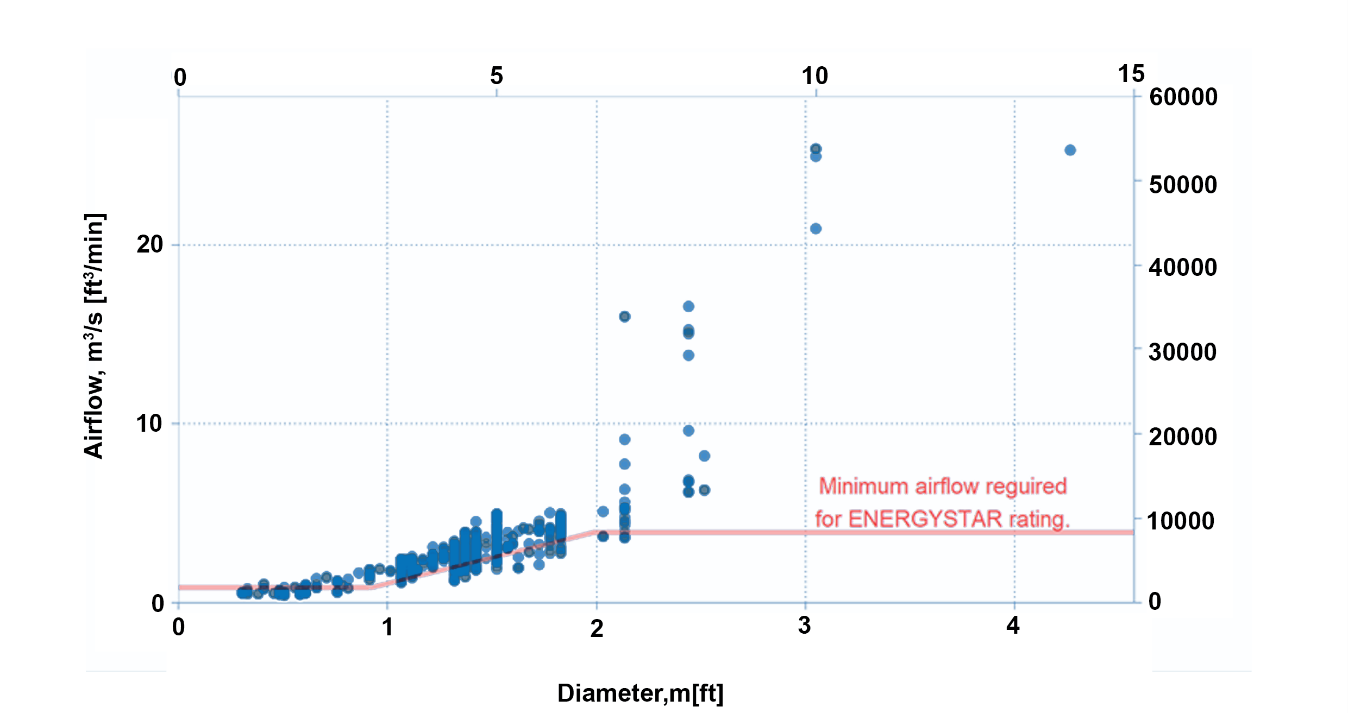 0 5 10 15
60000
50000
20
40000
30000
10
20000
Minimum airflow reguired
for ENERGYSTAR rating.
10000
0
0
0 1 2 3 4
Airflow, m³/s [ft³/min]
Diameter,m[ft]